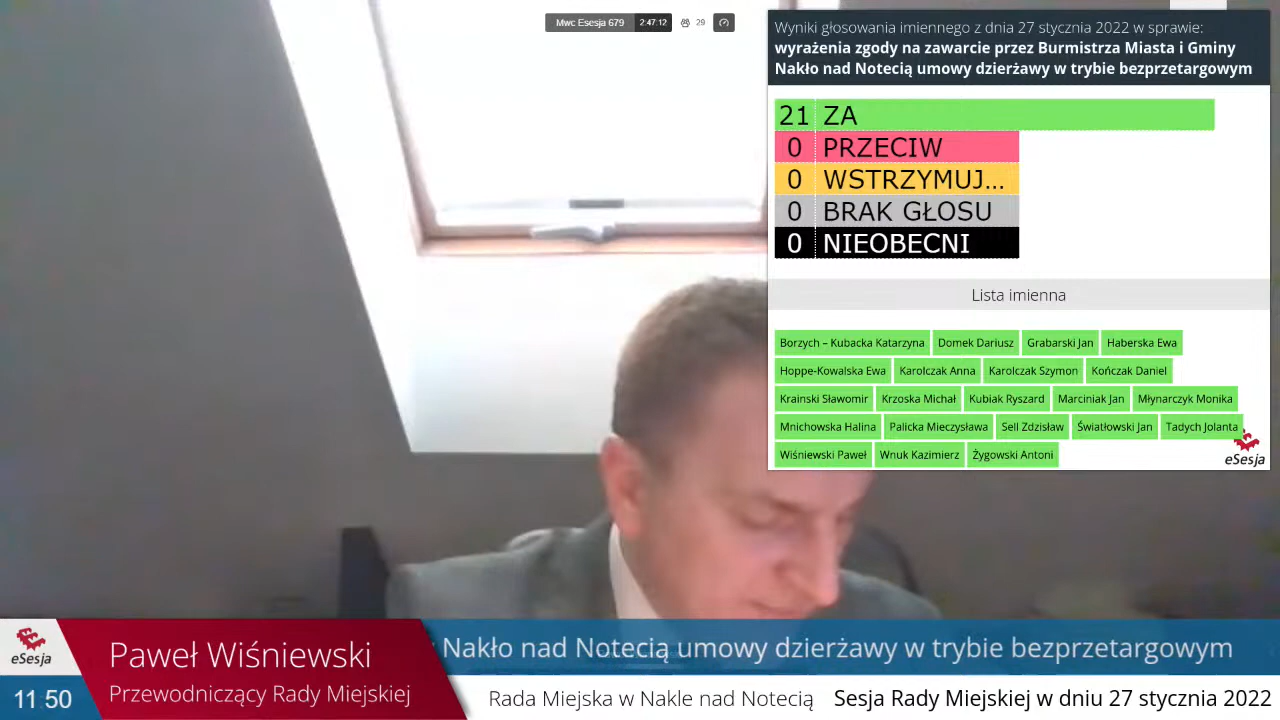 Mwc Esesja 679 2:47:12 29
Wyniki głosowania imiennego z dnia 27 stycznia 2022 w sprawie:
wyrażenia zgody na zawarcie przez Burmistrza Miasta i Gminy
Nakło nad Notecią umowy dzierżawy w trybie bezprzetargowym
21 ZA
0 PRZECIW
0 WSTRZYMUJ...
0 BRAK GŁOSU
0 NIEOBECNI
Lista imienna
Borzych – Kubacka Katarzyna Domek Dariusz Grabarski Jan Haberska Ewa
Hoppe-Kowalska Ewa Karolczak Anna Karolczak Szymon Kończak Daniel
Krainski Sławomir Krzoska Michał Kubiak Ryszard Marciniak Jan Młynarczyk Monika
Mnichowska Halina Palicka Mieczysława Sell Zdzisław Światłowski Jan Tadych Jolanta
Wiśniewski Paweł Wnuk Kazimierz Żygowski Antoni
eSesja
eSesja
Paweł Wiśniewski
Przewodniczący Rady Miejskiej
Nakło nad Notecią umowy dzierżawy w trybie bezprzetargowym
11:50
Rada Miejska w Nakle nad Notecią Sesja Rady Miejskiej w dniu 27 stycznia 2022